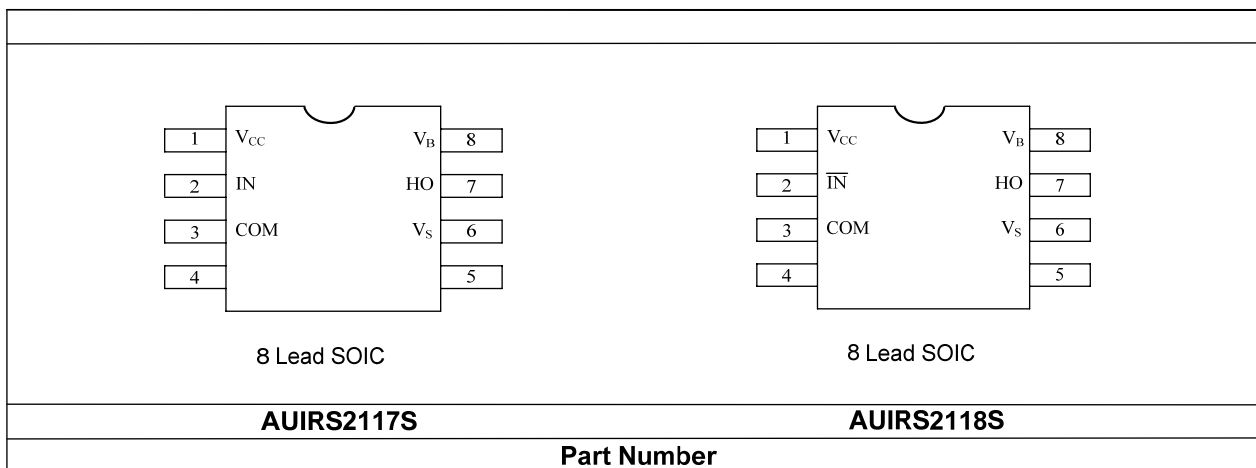 1 V_CC V_B 8
2 IN HO 7
3 COM V_S 6
4 5
8 Lead SOIC
AUIRS2117S
1 V_CC V_B 8
2 I̅N̅ HO 7
3 COM V_S 6
4 5
8 Lead SOIC
AUIRS2118S
Part Number